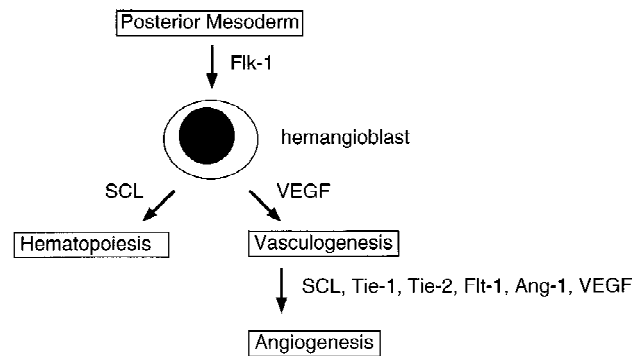 Posterior Mesoderm
Flk-1
hemangioblast
SCL VEGF
Hematopoiesis Vasculogenesis
SCL, Tie-1, Tie-2, Flt-1, Ang-1, VEGF
Angiogenesis